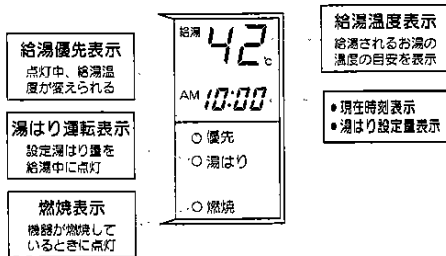 給湯優先表示
点灯中、給湯温
度が変えられる
湯はり運転表示
設定湯はり量を
給湯中に点灯
燃焼表示
機器が燃焼して
いるときに点灯
給湯 42℃
AM 10:00
優先
湯はり
燃焼
給湯温度表示
給湯されるお湯の
温度の目安を表示
●現在時刻表示
●湯はり設定量表示